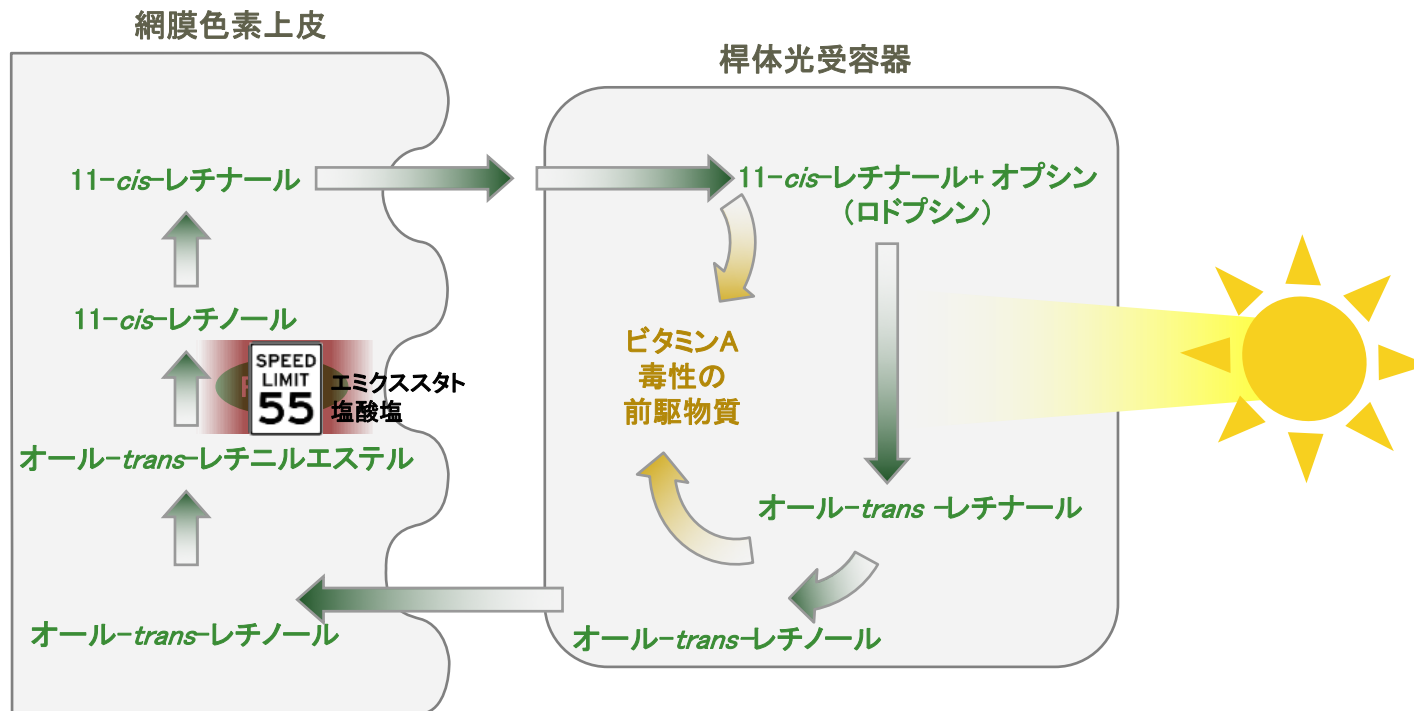 網膜色素上皮
桿体光受容器
11-cis-レチナール
11-cis-レチナール+ オプシン
（ロドプシン）
11-cis-レチノール
SPEED
LIMIT
55
エミクススタト
塩酸塩
ビタミンA
毒性の
前駆物質
オール-trans-レチニルエステル
オール-trans -レチナール
オール-trans-レチノール
オール-trans-レチノール